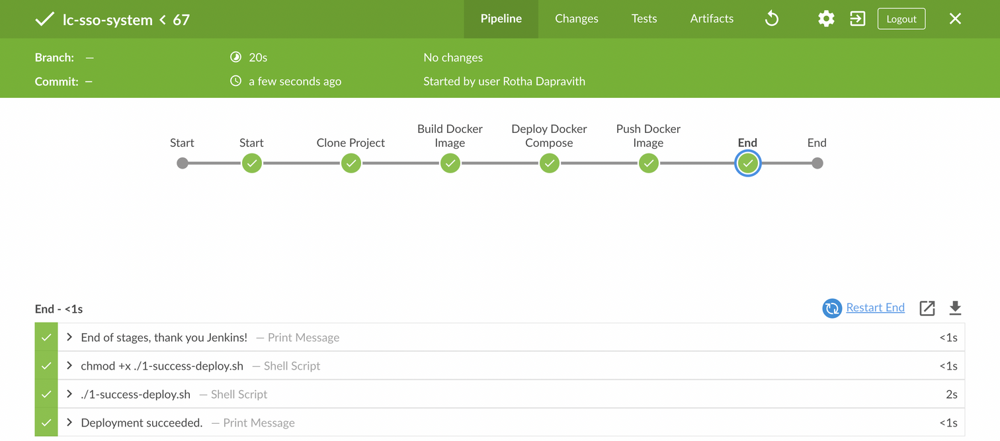 lc-sso-system < 67
Pipeline Changes Tests Artifacts Logout
Branch: — 20s No changes
Commit: — a few seconds ago Started by user Rotha Dapravith
Start Start Clone Project Build Docker Image Deploy Docker Compose Push Docker Image End End
End - <1s Restart End
End of stages, thank you Jenkins! — Print Message <1s
chmod +x ./1-success-deploy.sh — Shell Script <1s
./1-success-deploy.sh — Shell Script 2s
Deployment succeeded. — Print Message <1s